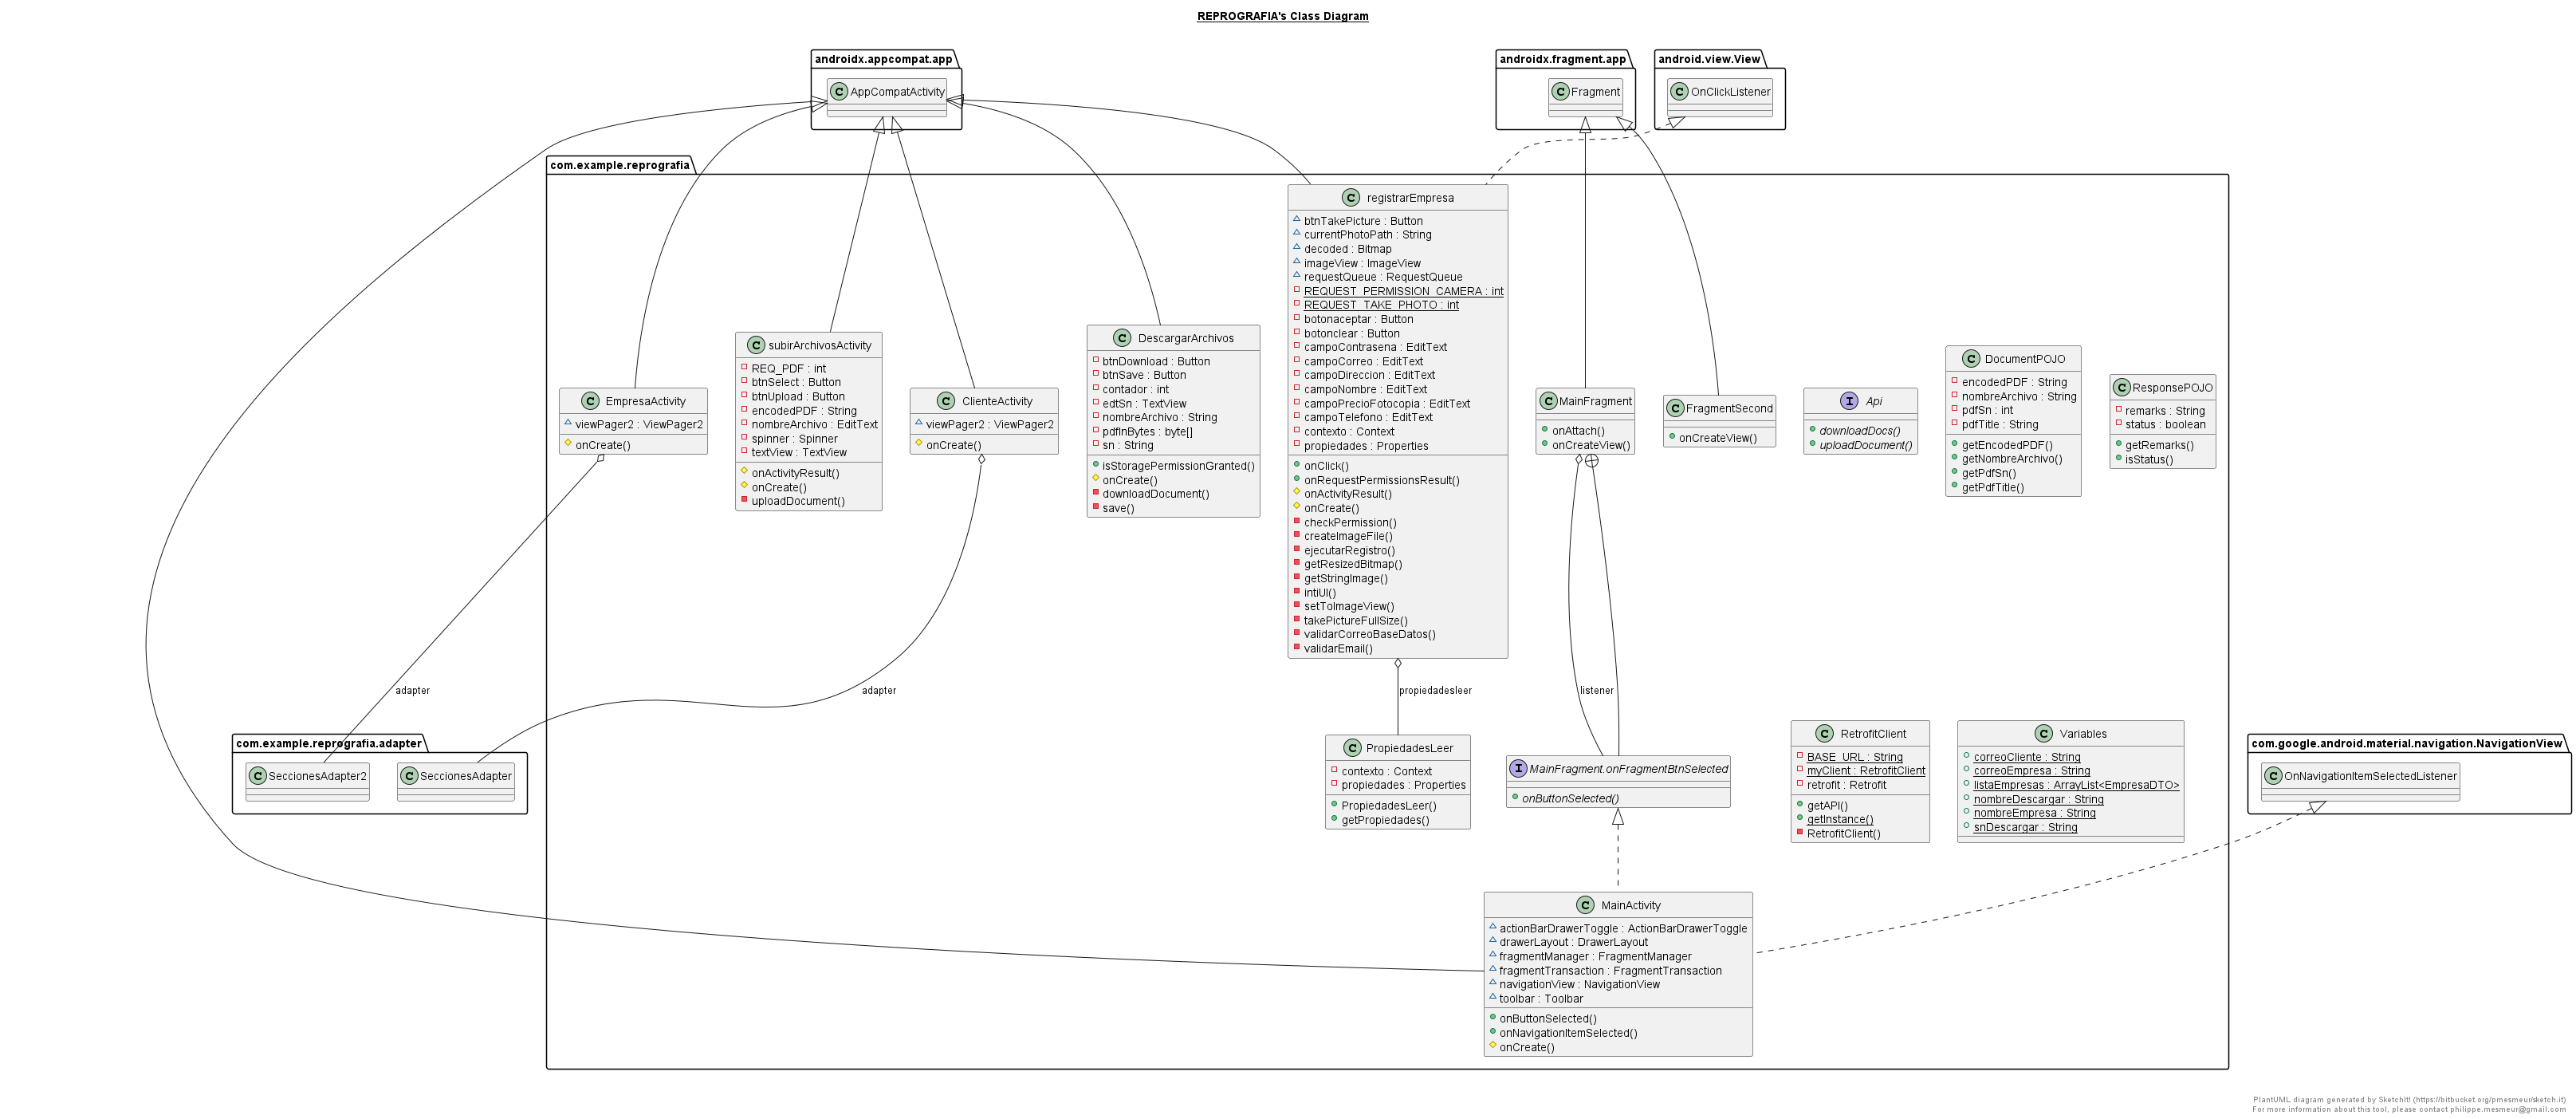 REPROGRAFIA's Class Diagram
androidx.appcompat.app
C AppCompatActivity
androidx.fragment.app
C Fragment
android.view.View
C OnClickListener
com.example.reprografia
C registrarEmpresa
btnTakePicture : Button
currentPhotoPath : String
decoded : Bitmap
imageView : ImageView
requestQueue : RequestQueue
REQUEST_PERMISSION_CAMERA : int
REQUEST_TAKE_PHOTO : int
botonaceptar : Button
botonclear : Button
campoContrasena : EditText
campoCorreo : EditText
campoDireccion : EditText
campoNombre : EditText
campoPrecioFotocopia : EditText
campoTelefono : EditText
contexto : Context
propiedades : Properties
onClick()
onRequestPermissionsResult()
onActivityResult()
onCreate()
checkPermission()
createImageFile()
ejecutarRegistro()
getResizedBitmap()
getStringImage()
intiUI()
setToImageView()
takePictureFullSize()
validarCorreoBaseDatos()
validarEmail()
C EmpresaActivity
viewPager2 : ViewPager2
onCreate()
C subirArchivosActivity
REQ_PDF : int
btnSelect : Button
btnUpload : Button
encodedPDF : String
nombreArchivo : EditText
spinner : Spinner
textView : TextView
onActivityResult()
onCreate()
uploadDocument()
C ClienteActivity
viewPager2 : ViewPager2
onCreate()
C DescargarArchivos
btnDownload : Button
btnSave : Button
contador : int
edtSn : TextView
nombreArchivo : String
pdfInBytes : byte[]
sn : String
isStoragePermissionGranted()
onCreate()
downloadDocument()
save()
C MainFragment
onAttach()
onCreateView()
C FragmentSecond
onCreateView()
I Api
downloadDocs()
uploadDocument()
C DocumentPOJO
encodedPDF : String
nombreArchivo : String
pdfSn : int
pdfTitle : String
getEncodedPDF()
getNombreArchivo()
getPdfSn()
getPdfTitle()
C ResponsePOJO
remarks : String
status : boolean
getRemarks()
isStatus()
adapter
adapter
propiedadesleer
listener
com.example.reprografia.adapter
C SeccionesAdapter2
C SeccionesAdapter
C PropiedadesLeer
contexto : Context
propiedades : Properties
PropiedadesLeer()
getPropiedades()
I MainFragment.onFragmentBtnSelected
onButtonSelected()
C RetrofitClient
BASE_URL : String
myClient : RetrofitClient
retrofit : Retrofit
getAPI()
getInstance()
RetrofitClient()
C Variables
correoCliente : String
correoEmpresa : String
listaEmpresas : ArrayList<EmpresaDTO>
nombreDescargar : String
nombreEmpresa : String
snDescargar : String
com.google.android.material.navigation.NavigationView
C OnNavigationItemSelectedListener
C MainActivity
actionBarDrawerToggle : ActionBarDrawerToggle
drawerLayout : DrawerLayout
fragmentManager : FragmentManager
fragmentTransaction : FragmentTransaction
navigationView : NavigationView
toolbar : Toolbar
onButtonSelected()
onNavigationItemSelected()
onCreate()
PlantUML diagram generated by SketchIt! (https://bitbucket.org/pmesmeur/sketch.it)
For more information about this tool, please contact philippe.mesmeur@gmail.com